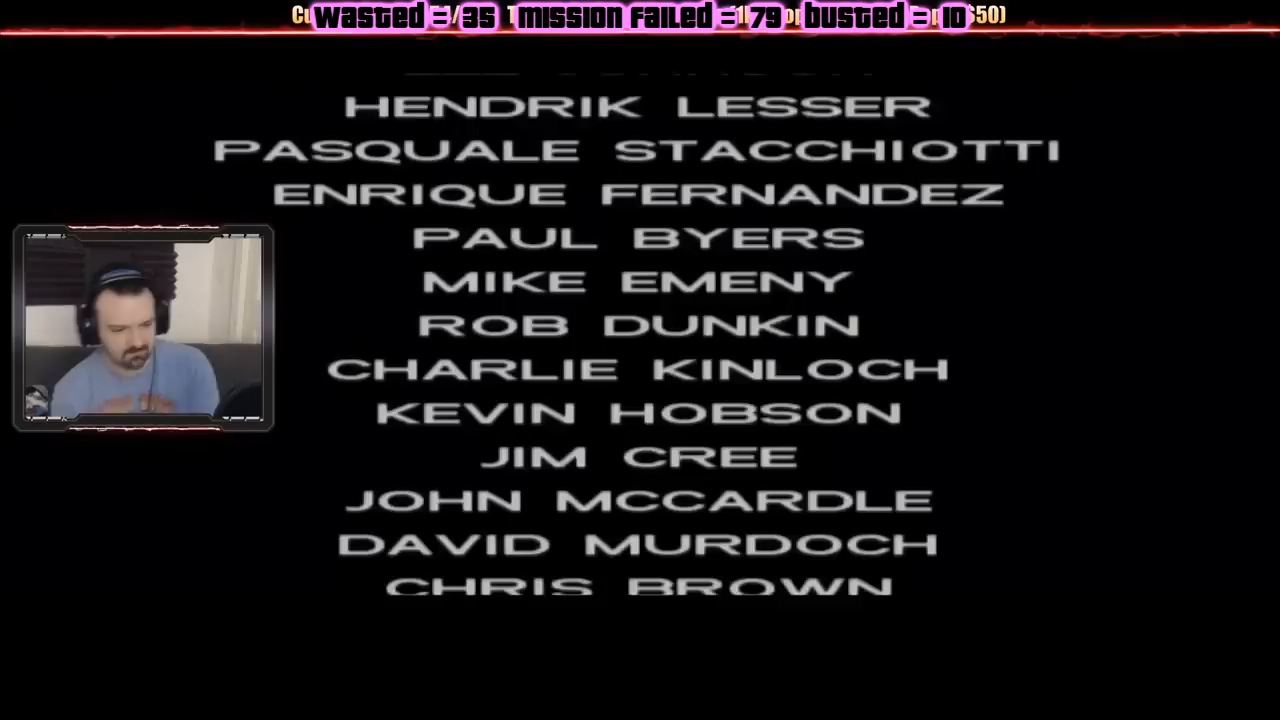 wasted = 35 mission failed = 79 busted = 10
HENDRIK LESSER
PASQUALE STACCHIOTTI
ENRIQUE FERNANDEZ
PAUL BYERS
MIKE EMENY
ROB DUNKIN
CHARLIE KINLOCH
KEVIN HOBSON
JIM CREE
JOHN MCCARDLE
DAVID MURDOCH
CHRIS BROWN